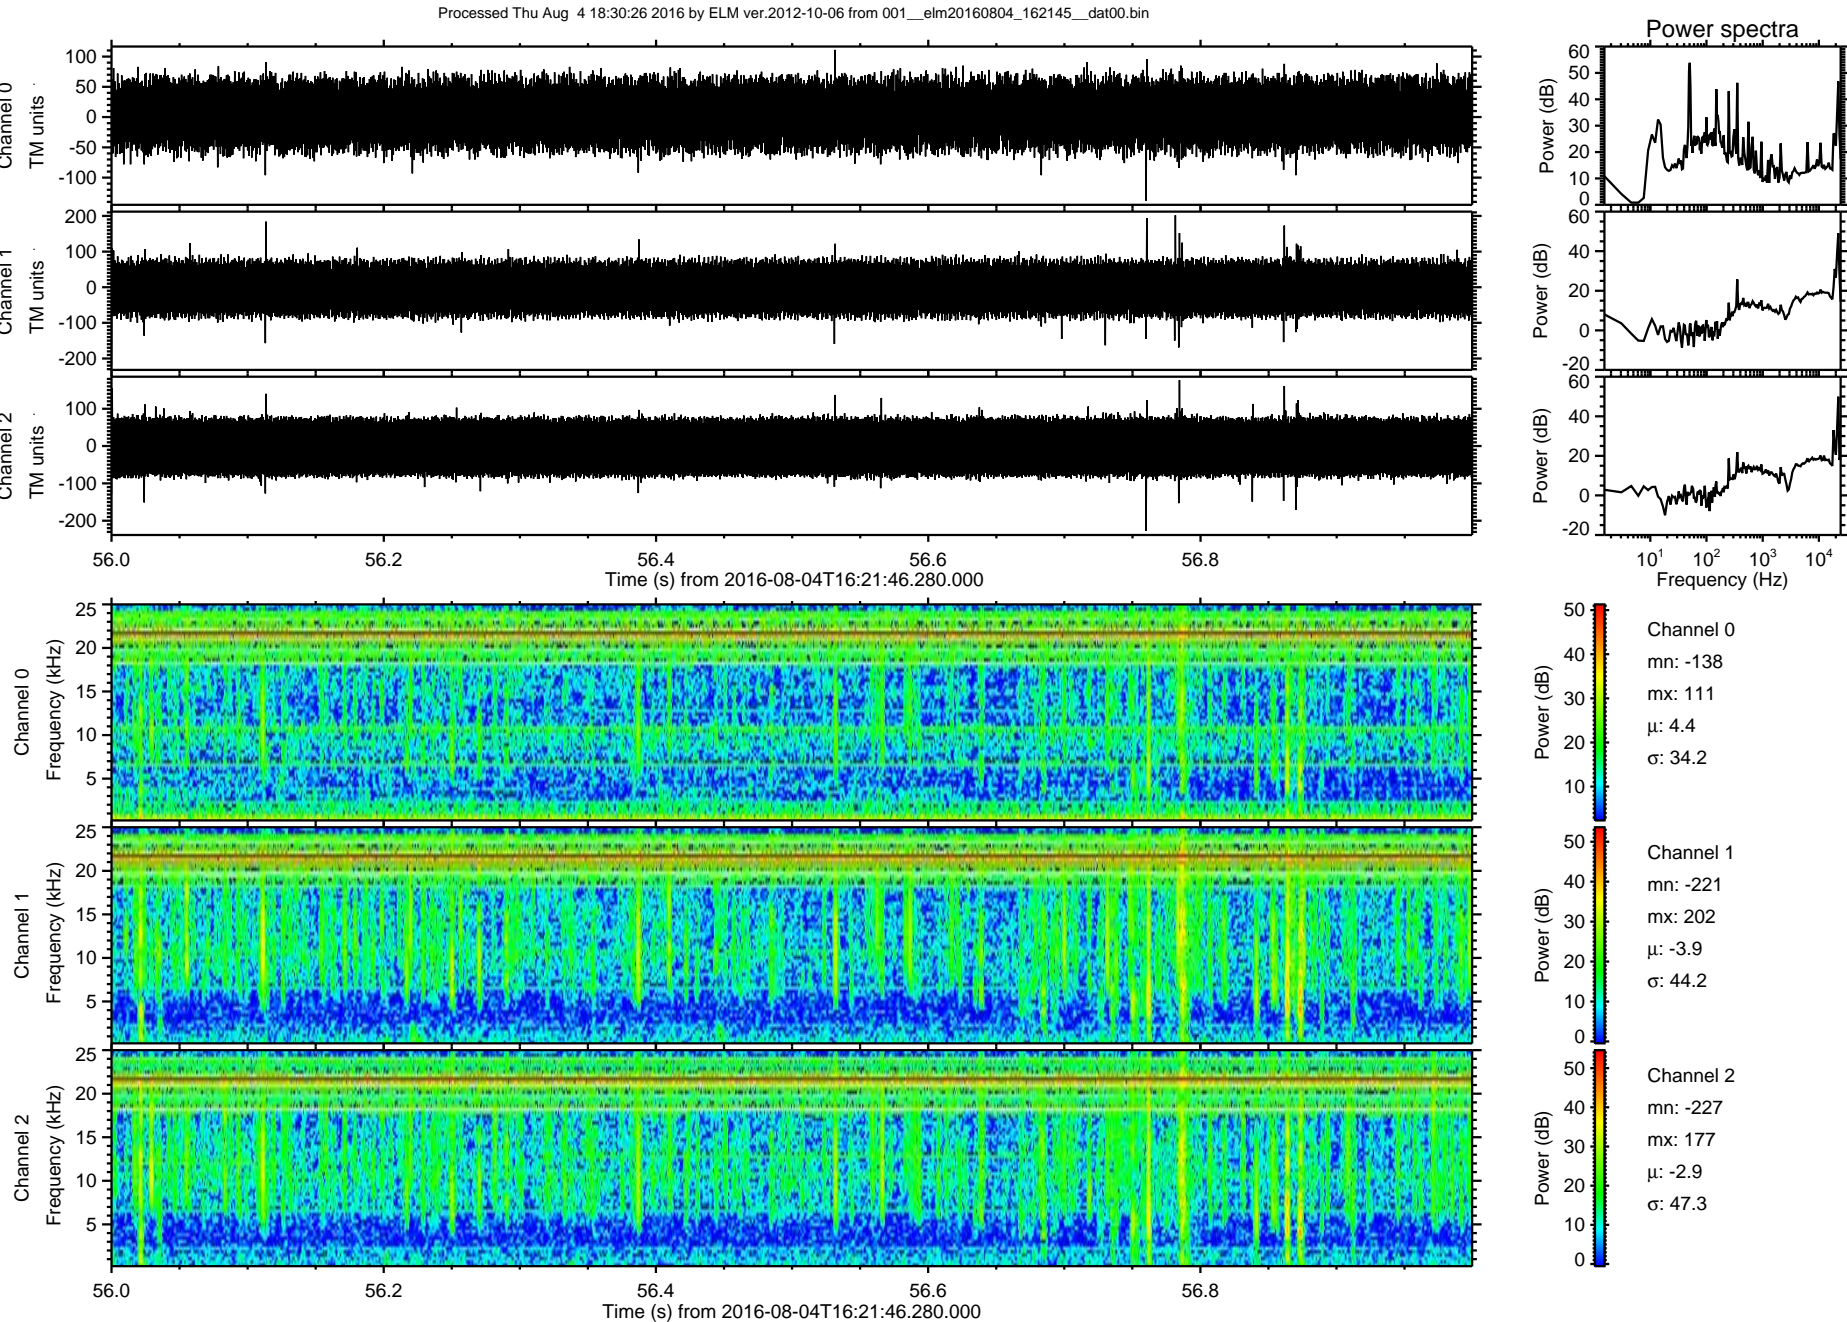 Processed Thu Aug  4 18:30:26 2016 by ELM ver.2012-10-06 from 001__elm20160804_162145__dat00.bin
Power spectra
Channel 0
TM units
100
50
0
-50
-100
Power (dB)
60
50
40
30
20
10
0
Channel 1
TM units
200
100
0
-100
-200
Power (dB)
60
40
20
0
-20
Channel 2
TM units
100
0
-100
-200
Power (dB)
60
40
20
0
-20
56.0 56.2 56.4 56.6 56.8
Time (s) from 2016-08-04T16:21:46.280.000
10¹ 10² 10³ 10⁴
Frequency (Hz)
Channel 0
Frequency (kHz)
25
20
15
10
5
Power (dB)
50
40
30
20
10
Channel 0
mn: -138
mx: 111
μ: 4.4
σ: 34.2
Channel 1
Frequency (kHz)
25
20
15
10
5
Power (dB)
50
40
30
20
10
0
Channel 1
mn: -221
mx: 202
μ: -3.9
σ: 44.2
Channel 2
Frequency (kHz)
25
20
15
10
5
Power (dB)
50
40
30
20
10
0
Channel 2
mn: -227
mx: 177
μ: -2.9
σ: 47.3
56.0 56.2 56.4 56.6 56.8
Time (s) from 2016-08-04T16:21:46.280.000